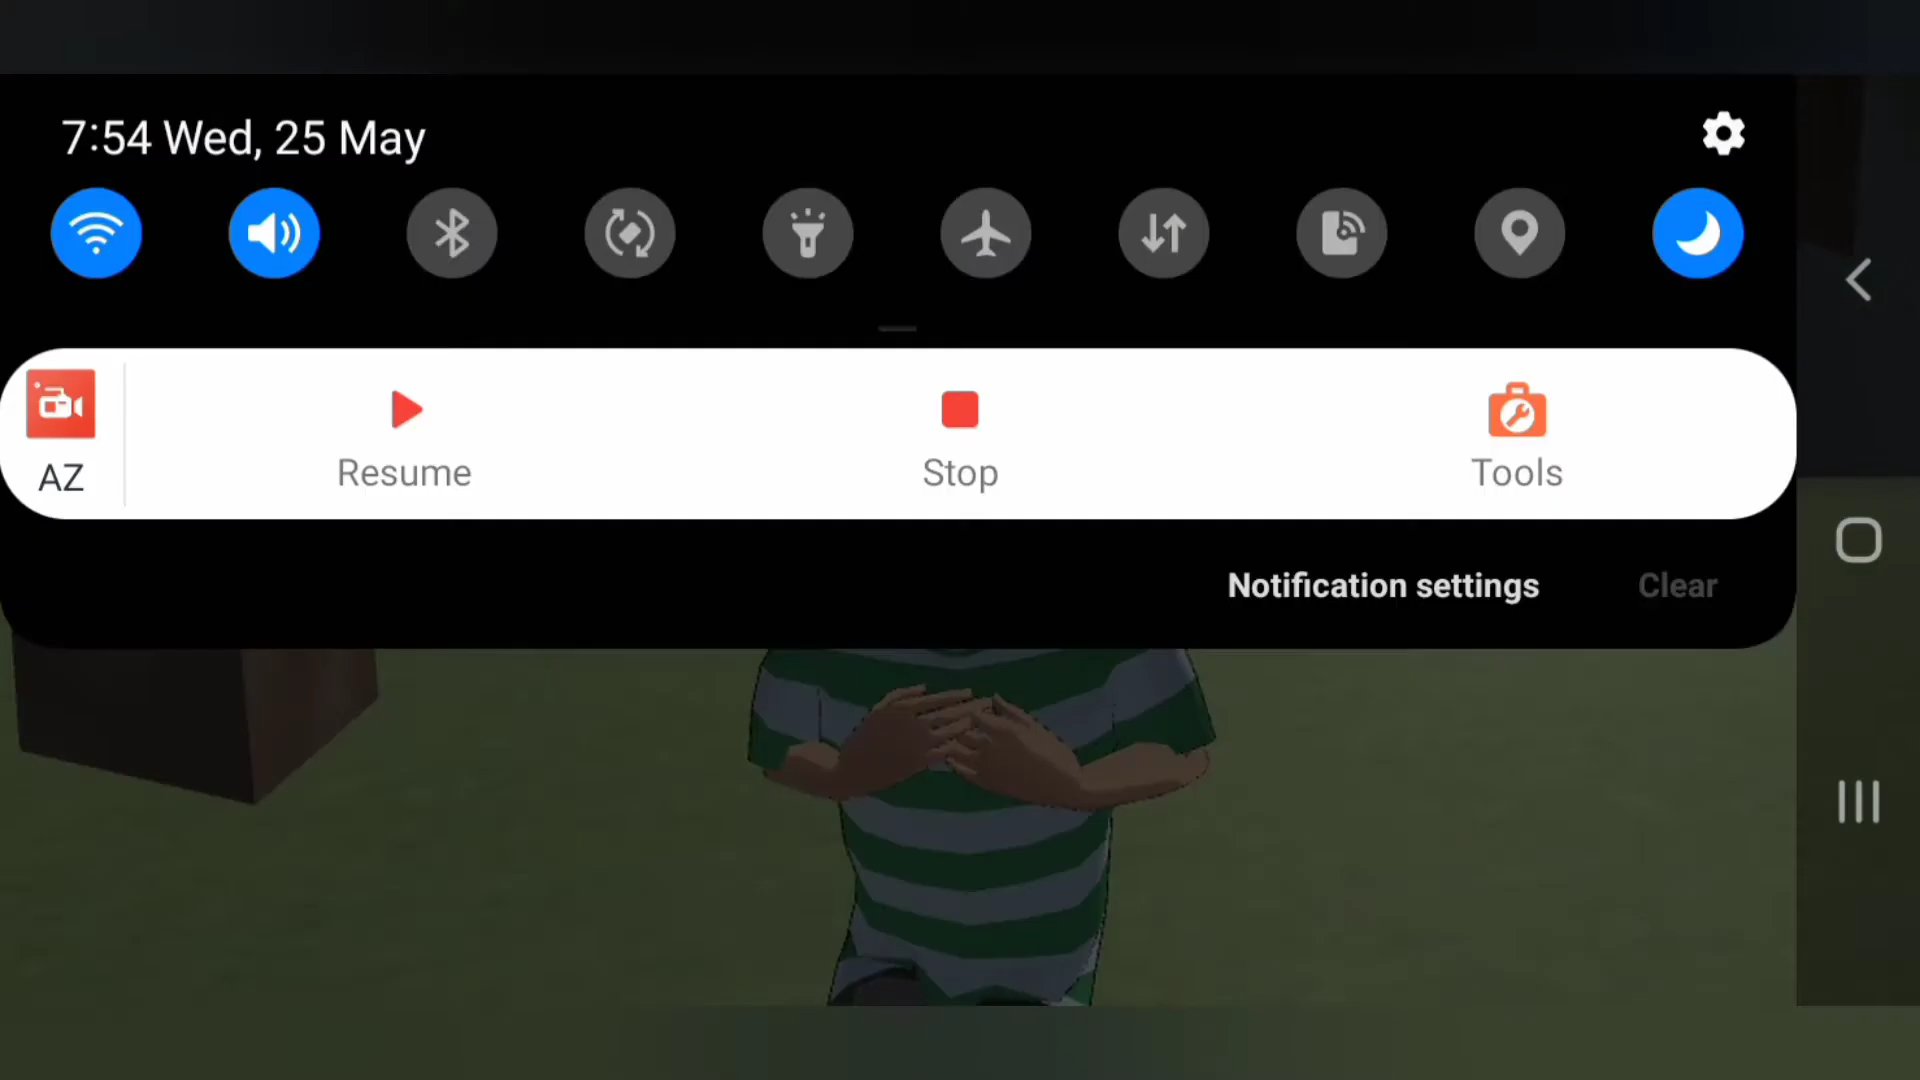 7:54 Wed, 25 May
AZ
Resume
Stop
Tools
Notification settings
Clear